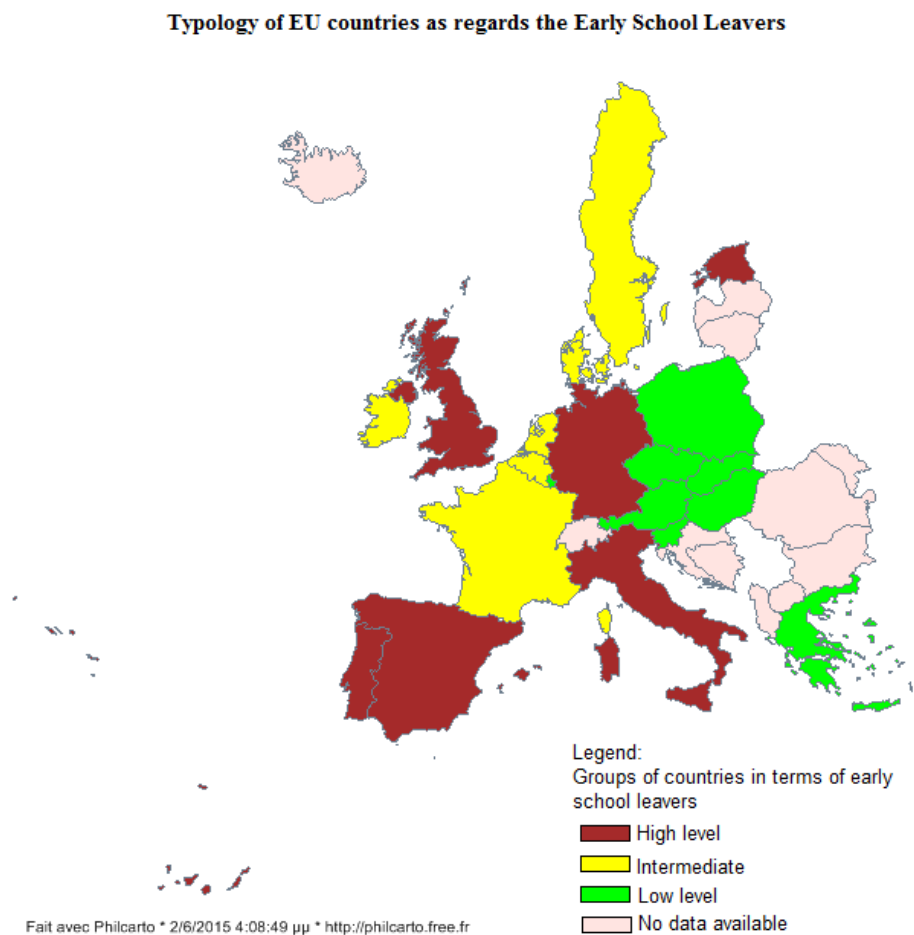 Typology of EU countries as regards the Early School Leavers
Legend:
Groups of countries in terms of early
school leavers
High level
Intermediate
Low level
No data available
Fait avec Philcarto * 2/6/2015 4:08:49 μμ * http://philcarto.free.fr